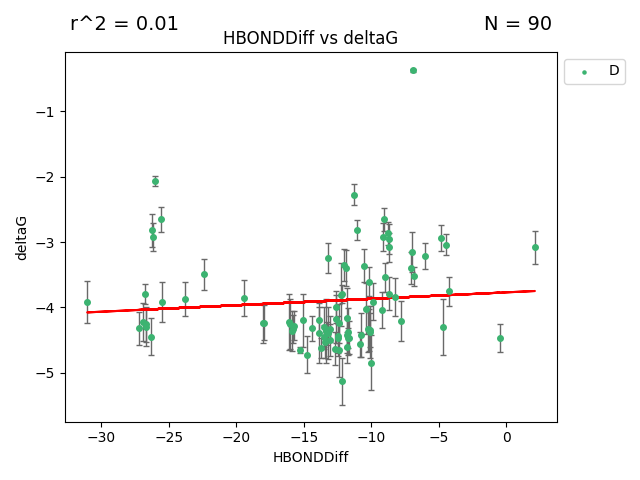 r^2 = 0.01
N = 90
HBONDDiff vs deltaG
D
−1
−2
−3
−4
−5
deltaG
−30
−25
−20
−15
−10
−5
0
HBONDDiff